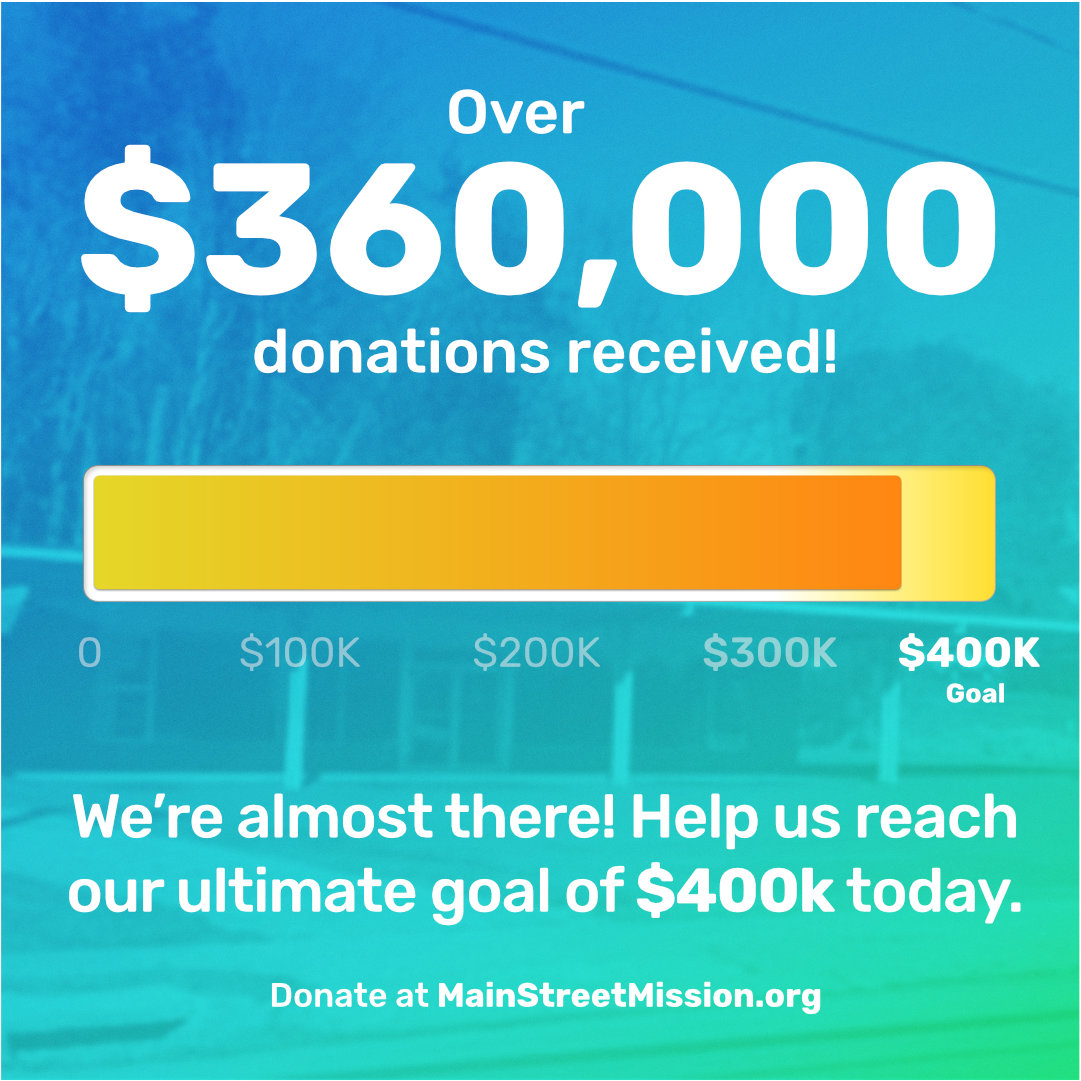 Over
$360,000
donations received!
0 $100K $200K $300K $400K
Goal
We’re almost there! Help us reach
our ultimate goal of $400k today.
Donate at MainStreetMission.org